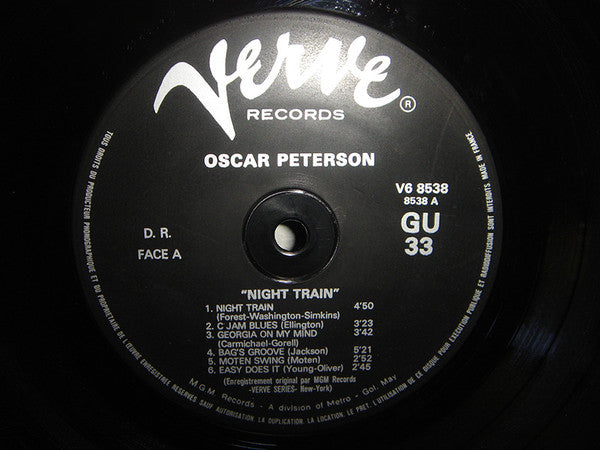 Verve
®
RECORDS
OSCAR PETERSON
V6 8538
8538 A
D. R.
GU
FACE A
33
"NIGHT TRAIN"
1. NIGHT TRAIN 4'50
(Forest-Washington-Simkins)
2. C JAM BLUES (Ellington) 3'23
3. GEORGIA ON MY MIND 3'42
(Carmichael-Gorell)
4. BAG'S GROOVE (Jackson) 5'21
5. MOTEN SWING (Moten) 2'52
6. EASY DOES IT (Young-Oliver) 2'45
(Enregistrement original par MGM Records
-VERVE SERIES- New-York)
MGM Records - A division of Metro - Gol. May
TOUS DROITS DU PRODUCTEUR PHONOGRAPHIQUE ET DU PROPRIETAIRE DE L'ŒUVRE ENREGISTREE RESERVES SAUF AUTORISATION. LA DUPLICATION, LA LOCATION, LE PRET, L'UTILISATION DE CE DISQUE POUR EXECUTION PUBLIQUE ET RADIODIFFUSION SONT INTERDITS MADE IN FRANCE